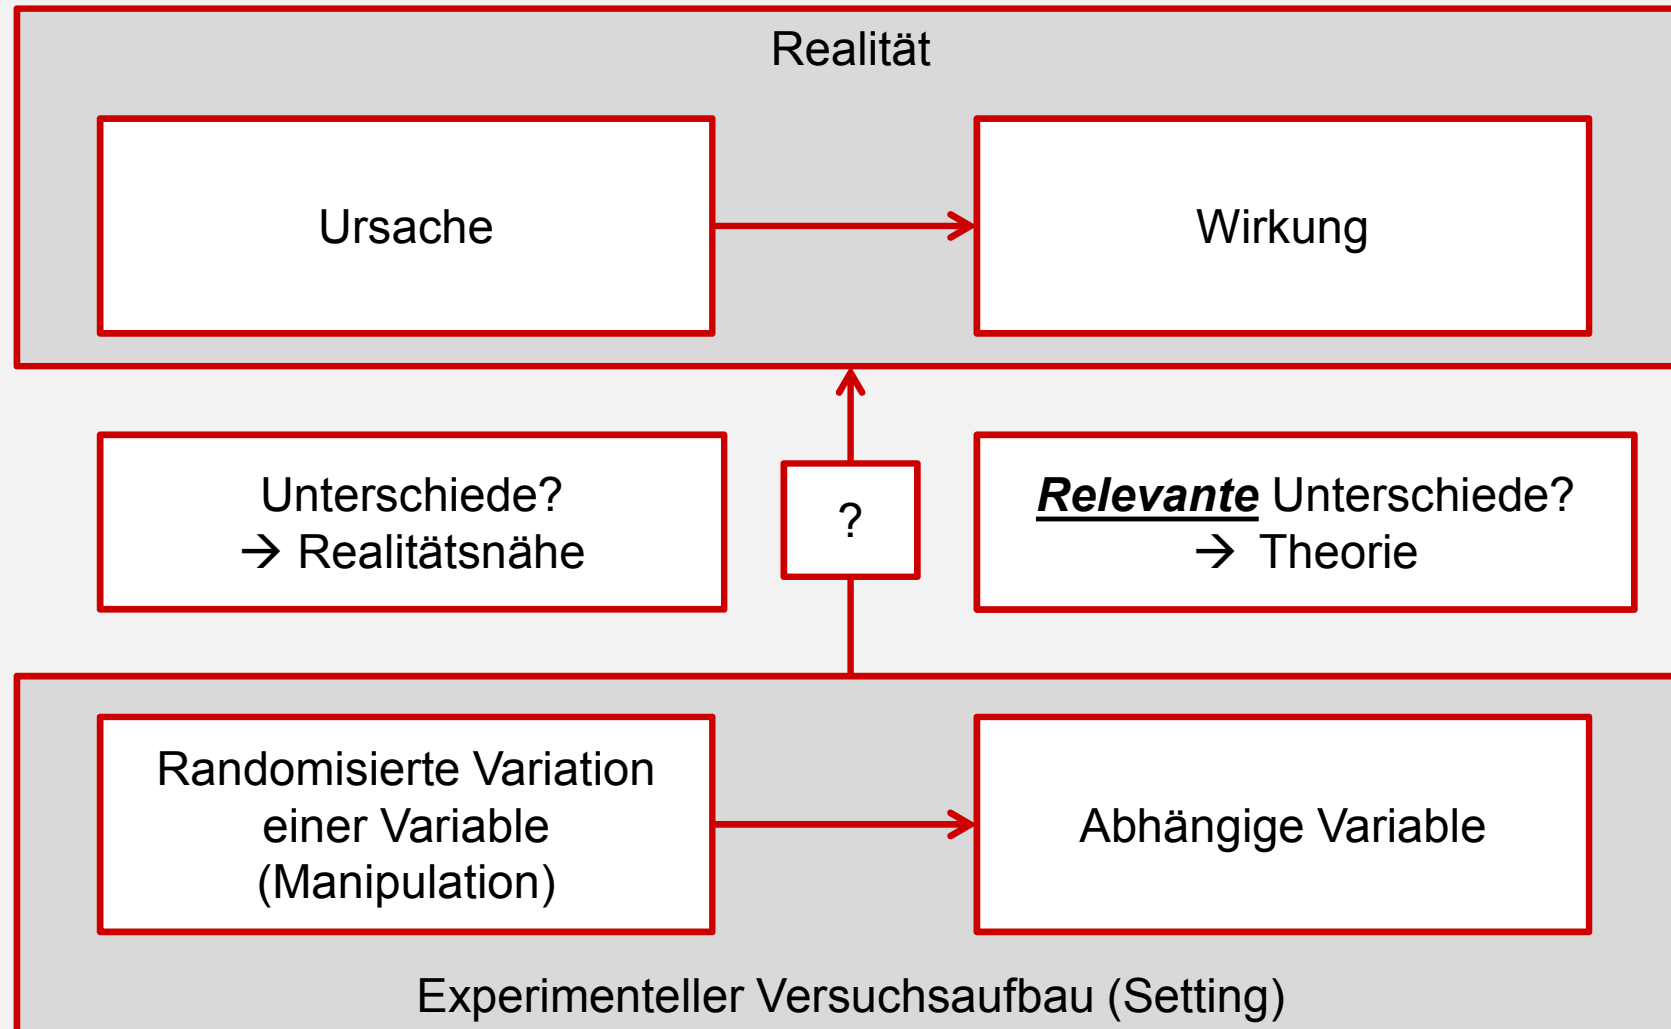 Realität
Ursache
Wirkung
Unterschiede?
→ Realitätsnähe
?
Relevante Unterschiede?
→ Theorie
Randomisierte Variation
einer Variable
(Manipulation)
Abhängige Variable
Experimenteller Versuchsaufbau (Setting)